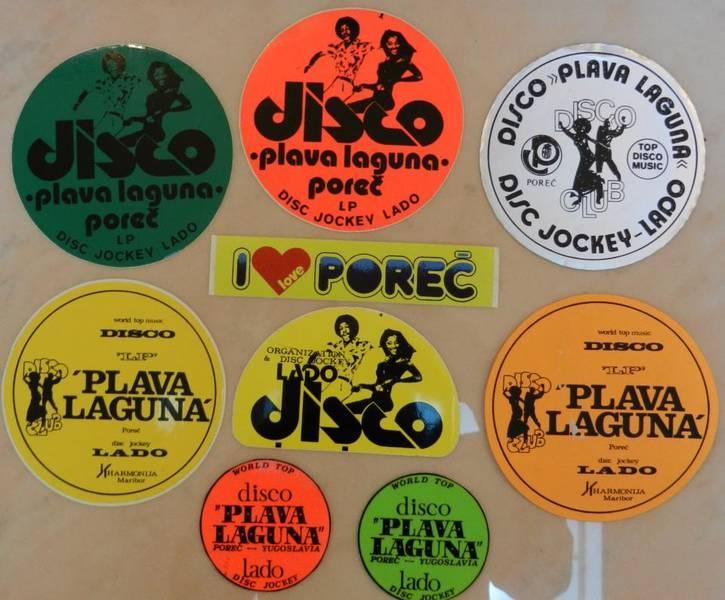 disco
•plava laguna•
poreč
LP
DISC JOCKEY LADO
disco
•plava laguna•
poreč
LP
DISC JOCKEY LADO
DISCO »PLAVA LAGUNA«
DISCO
CLUB
POREČ
TOP
DISCO
MUSIC
DISC JOCKEY-LADO
I love POREČ
world top music
DISCO
"LP"
DISCO
CLUB
'PLAVA
LAGUNA'
Poreč
disc jockey
LADO
HARMONIJA
Maribor
ORGANIZATION
& DISC JOCKEY
LADO
disco
world top music
DISCO
"LP"
DISCO
CLUB
'PLAVA
LAGUNA'
Poreč
disc jockey
LADO
HARMONIJA
Maribor
WORLD TOP
disco
"PLAVA
LAGUNA"
POREČ — YUGOSLAVIA
lado
DISC JOCKEY
WORLD TOP
disco
"PLAVA
LAGUNA"
POREČ — YUGOSLAVIA
lado
DISC JOCKEY